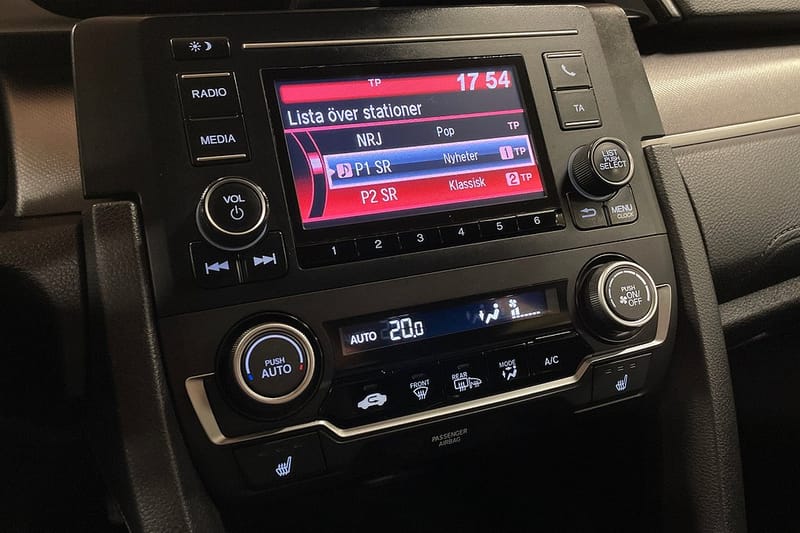 TP 17 54
Lista över stationer
NRJ Pop TP
P1 SR Nyheter 1 TP
P2 SR Klassisk 2 TP
RADIO
MEDIA
VOL
TA
LIST
PUSH
SELECT
MENU
CLOCK
1 2 3 4 5 6
PUSH
AUTO
AUTO 20.0
PUSH
ON/
OFF
FRONT
REAR
MODE
A/C
PASSENGER
AIRBAG